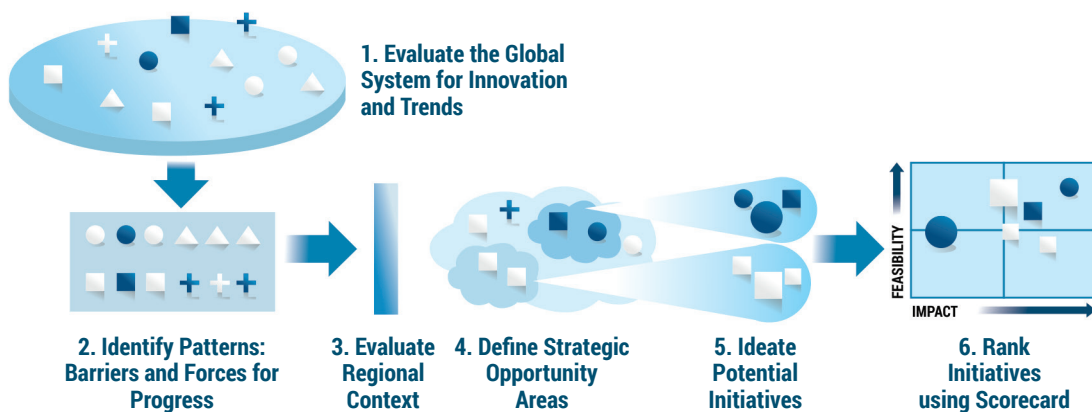 1. Evaluate the Global
System for Innovation
and Trends
2. Identify Patterns:
Barriers and Forces for
Progress
3. Evaluate
Regional
Context
4. Define Strategic
Opportunity
Areas
5. Ideate
Potential
Initiatives
FEASIBILITY
IMPACT
6. Rank
Initiatives
using Scorecard